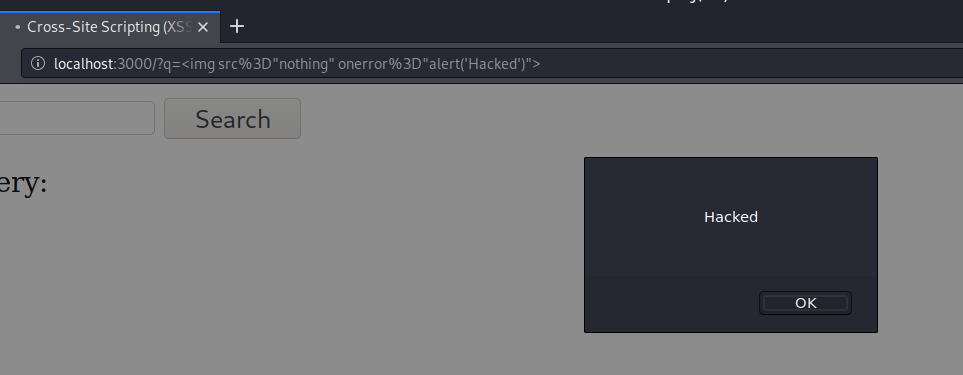 Cross-Site Scripting (XSS
localhost:3000/?q=<img src%3D"nothing" onerror%3D"alert('Hacked')">
Search
ery:
Hacked
OK